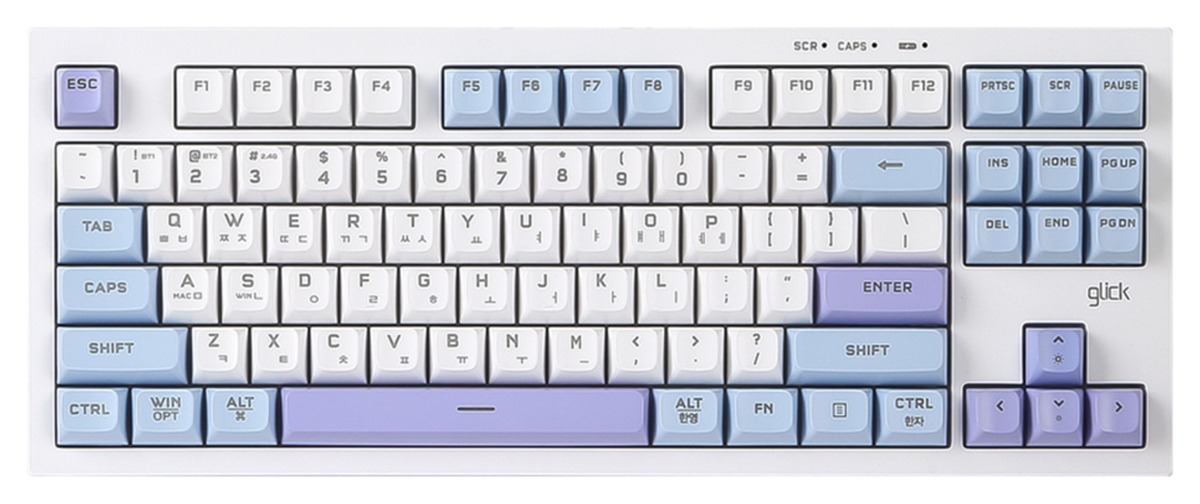 SCR CAPS
ESC F1 F2 F3 F4 F5 F6 F7 F8 F9 F10 F11 F12 PRTSC SCR PAUSE
~ ! BT1 @ BT2 # 2.4G $ % ^ & * ( ) — +
` 1 2 3 4 5 6 7 8 9 0 - = ← INS HOME PGUP
TAB Q W E R T Y U I O P { } \ DEL END PGDN
ㅃ ㅂ ㅉ ㅈ ㄸ ㄷ ㄲ ㄱ ㅆ ㅅ ㅛ ㅕ ㅑ ㅒ ㅐ ㅖ ㅔ [ ] |
CAPS A S D F G H J K L : " ENTER
MAC ㅁ WIN ㄴ ㅇ ㄹ ㅎ ㅗ ㅓ ㅏ ㅣ ; '
glick
SHIFT Z X C V B N M < > ? SHIFT ^
ㅋ ㅌ ㅊ ㅍ ㅠ ㅜ ㅡ , . /
CTRL WIN ALT — ALT FN CTRL < ⌄ >
OPT ⌘ 한영 한자